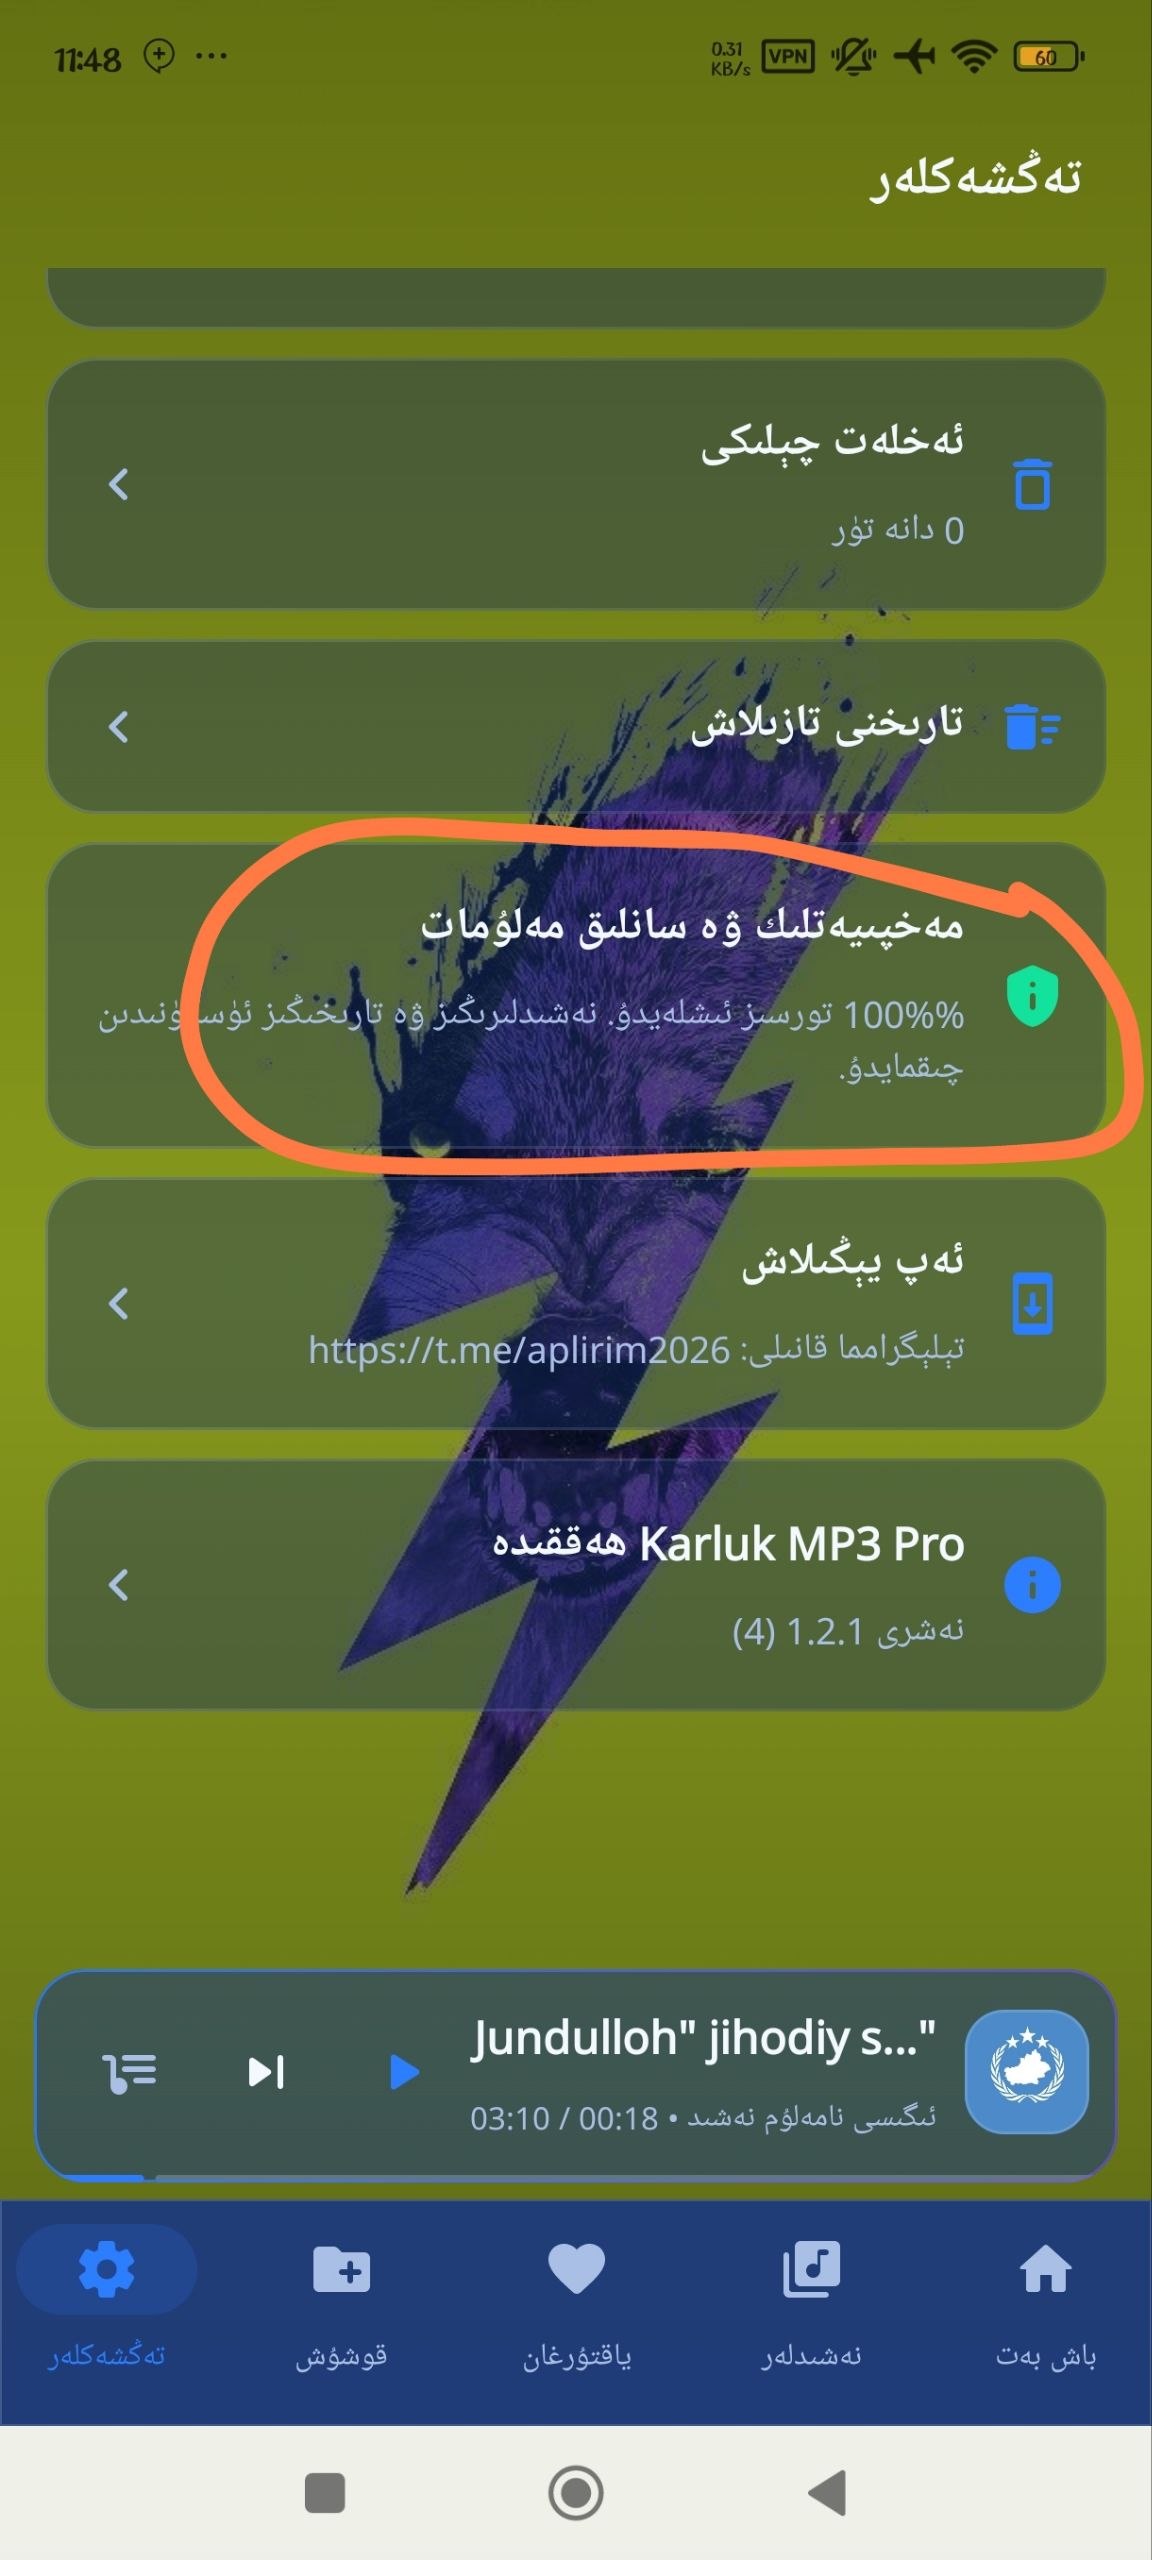 11:48
0.31 KB/s VPN 60
تەڭشەكلەر
ئەخلەت چېلىكى
0 دانە تۈر
تارىخنى تازىلاش
مەخپىيەتلىك ۋە سانلىق مەلۇمات
100%% تورسىز ئىشلەيدۇ. نەشىدلىرىڭىز ۋە تارىخىڭىز ئۈسكۈنىدىن
چىقمايدۇ.
ئەپ يېڭىلاش
تېلېگرامما قانىلى: https://t.me/aplirim2026
Karluk MP3 Pro ھەققىدە
نەشرى 1.2.1 (4)
Jundulloh" jihodiy s..."
ئىگىسى نامەلۇم نەشىد • 00:18 / 03:10
باش بەت
نەشىدلەر
ياقتۇرغان
قوشۇش
تەڭشەكلەر